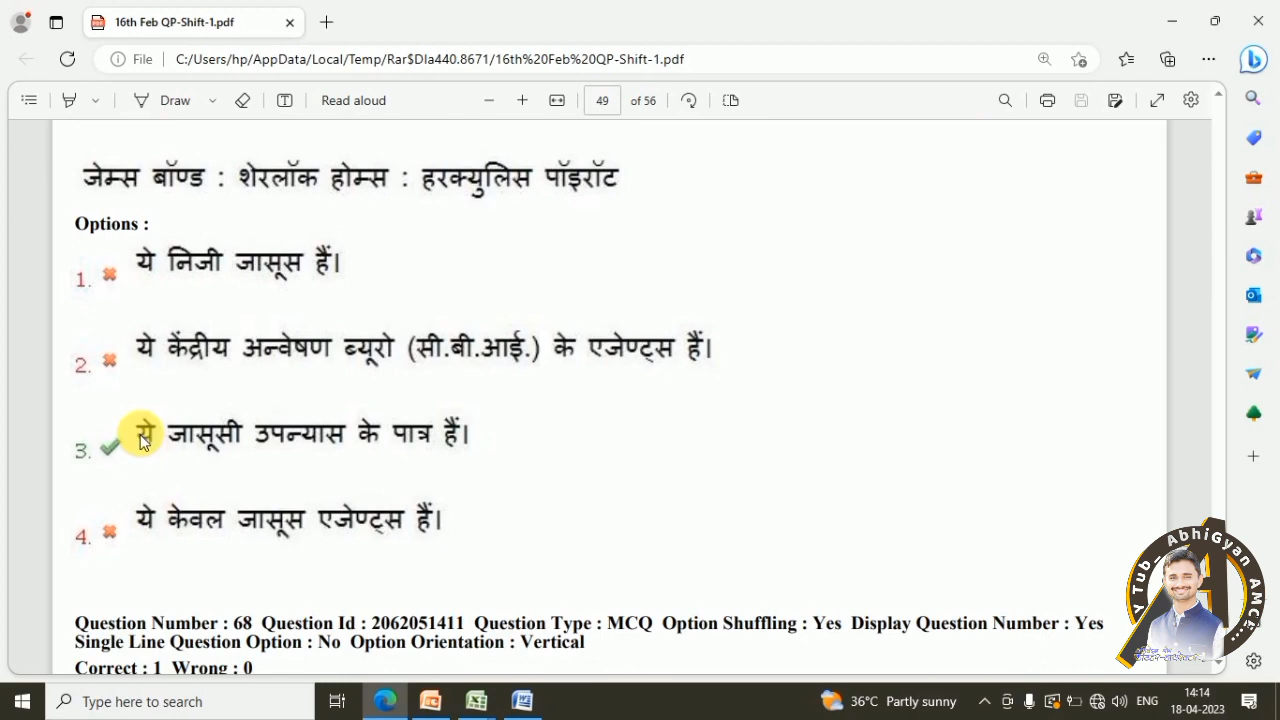 16th Feb QP-Shift-1.pdf
File C:/Users/hp/AppData/Local/Temp/Rar$DIa440.8671/16th%20Feb%20QP-Shift-1.pdf
Draw Read aloud 49 of 56
जेम्स बॉण्ड : शेरलॉक होम्स : हरक्युलिस पॉइरॉट
Options :
1. ये निजी जासूस हैं।
2. ये केंद्रीय अन्वेषण ब्यूरो (सी.बी.आई.) के एजेण्ट्स हैं।
3. ये जासूसी उपन्यास के पात्र हैं।
4. ये केवल जासूस एजेण्ट्स हैं।
Y Tub_ AbhiGyan AMC
Question Number : 68 Question Id : 2062051411 Question Type : MCQ Option Shuffling : Yes Display Question Number : Yes
Single Line Question Option : No Option Orientation : Vertical
Correct : 1 Wrong : 0
Type here to search
36°C Partly sunny
ENG
14:14
18-04-2023